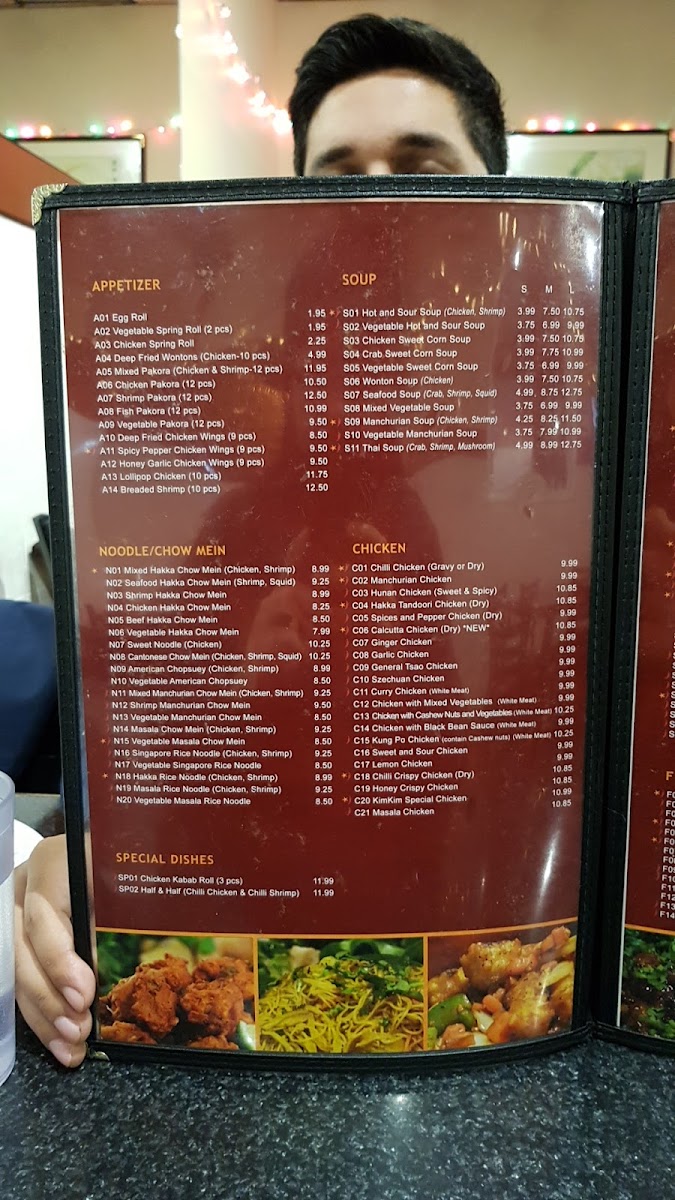 APPETIZER
A01 Egg Roll 1.95
A02 Vegetable Spring Roll (2 pcs) 1.95
A03 Chicken Spring Roll 2.25
A04 Deep Fried Wontons (Chicken-10 pcs) 4.99
A05 Mixed Pakora (Chicken & Shrimp-12 pcs) 11.95
A06 Chicken Pakora (12 pcs) 10.50
A07 Shrimp Pakora (12 pcs) 12.50
A08 Fish Pakora (12 pcs) 10.99
A09 Vegetable Pakora (12 pcs) 9.50
A10 Deep Fried Chicken Wings (9 pcs) 8.50
A11 Spicy Pepper Chicken Wings (9 pcs) 9.50
A12 Honey Garlic Chicken Wings (9 pcs) 9.50
A13 Lollipop Chicken (10 pcs) 11.75
A14 Breaded Shrimp (10 pcs) 12.50
SOUP
S M L
S01 Hot and Sour Soup (Chicken, Shrimp) 3.99 7.50 10.75
S02 Vegetable Hot and Sour Soup 3.75 6.99 9.99
S03 Chicken Sweet Corn Soup 3.99 7.50 10.75
S04 Crab Sweet Corn Soup 3.99 7.75 10.99
S05 Vegetable Sweet Corn Soup 3.75 6.99 9.99
S06 Wonton Soup (Chicken) 3.99 7.50 10.75
S07 Seafood Soup (Crab, Shrimp, Squid) 4.99 8.75 12.75
S08 Mixed Vegetable Soup 3.75 6.99 9.99
S09 Manchurian Soup (Chicken, Shrimp) 4.25 8.25 11.50
S10 Vegetable Manchurian Soup 3.75 7.99 10.99
S11 Thai Soup (Crab, Shrimp, Mushroom) 4.99 8.99 12.75
NOODLE/CHOW MEIN
N01 Mixed Hakka Chow Mein (Chicken, Shrimp) 8.99
N02 Seafood Hakka Chow Mein (Shrimp, Squid) 9.25
N03 Shrimp Hakka Chow Mein 8.99
N04 Chicken Hakka Chow Mein 8.25
N05 Beef Hakka Chow Mein 8.50
N06 Vegetable Hakka Chow Mein 7.99
N07 Sweet Noodle (Chicken) 10.25
N08 Cantonese Chow Mein (Chicken, Shrimp, Squid) 10.25
N09 American Chopsuey (Chicken, Shrimp) 8.99
N10 Vegetable American Chopsuey 8.50
N11 Mixed Manchurian Chow Mein (Chicken, Shrimp) 9.25
N12 Shrimp Manchurian Chow Mein 9.50
N13 Vegetable Manchurian Chow Mein 8.50
N14 Masala Chow Mein (Chicken, Shrimp) 9.25
N15 Vegetable Masala Chow Mein 8.50
N16 Singapore Rice Noodle (Chicken, Shrimp) 9.25
N17 Vegetable Singapore Rice Noodle 8.50
N18 Hakka Rice Noodle (Chicken, Shrimp) 8.99
N19 Masala Rice Noodle (Chicken, Shrimp) 9.25
N20 Vegetable Masala Rice Noodle 8.50
CHICKEN
C01 Chilli Chicken (Gravy or Dry) 9.99
C02 Manchurian Chicken 9.99
C03 Hunan Chicken (Sweet & Spicy) 10.85
C04 Hakka Tandoori Chicken (Dry) 10.85
C05 Spices and Pepper Chicken (Dry) 9.99
C06 Calcutta Chicken (Dry) *NEW* 10.85
C07 Ginger Chicken 9.99
C08 Garlic Chicken 9.99
C09 General Tsao Chicken 9.99
C10 Szechuan Chicken 9.99
C11 Curry Chicken (White Meat) 9.99
C12 Chicken with Mixed Vegetables (White Meat) 9.99
C13 Chicken with Cashew Nuts and Vegetables (White Meat) 10.25
C14 Chicken with Black Bean Sauce (White Meat) 9.99
C15 Kung Po Chicken (contain Cashew nuts) (White Meat) 10.25
C16 Sweet and Sour Chicken 9.99
C17 Lemon Chicken 9.99
C18 Chilli Crispy Chicken (Dry) 10.85
C19 Honey Crispy Chicken 10.85
C20 KimKim Special Chicken 10.99
C21 Masala Chicken 10.85
SPECIAL DISHES
SP01 Chicken Kabab Roll (3 pcs) 11.99
SP02 Half & Half (Chilli Chicken & Chilli Shrimp) 11.99